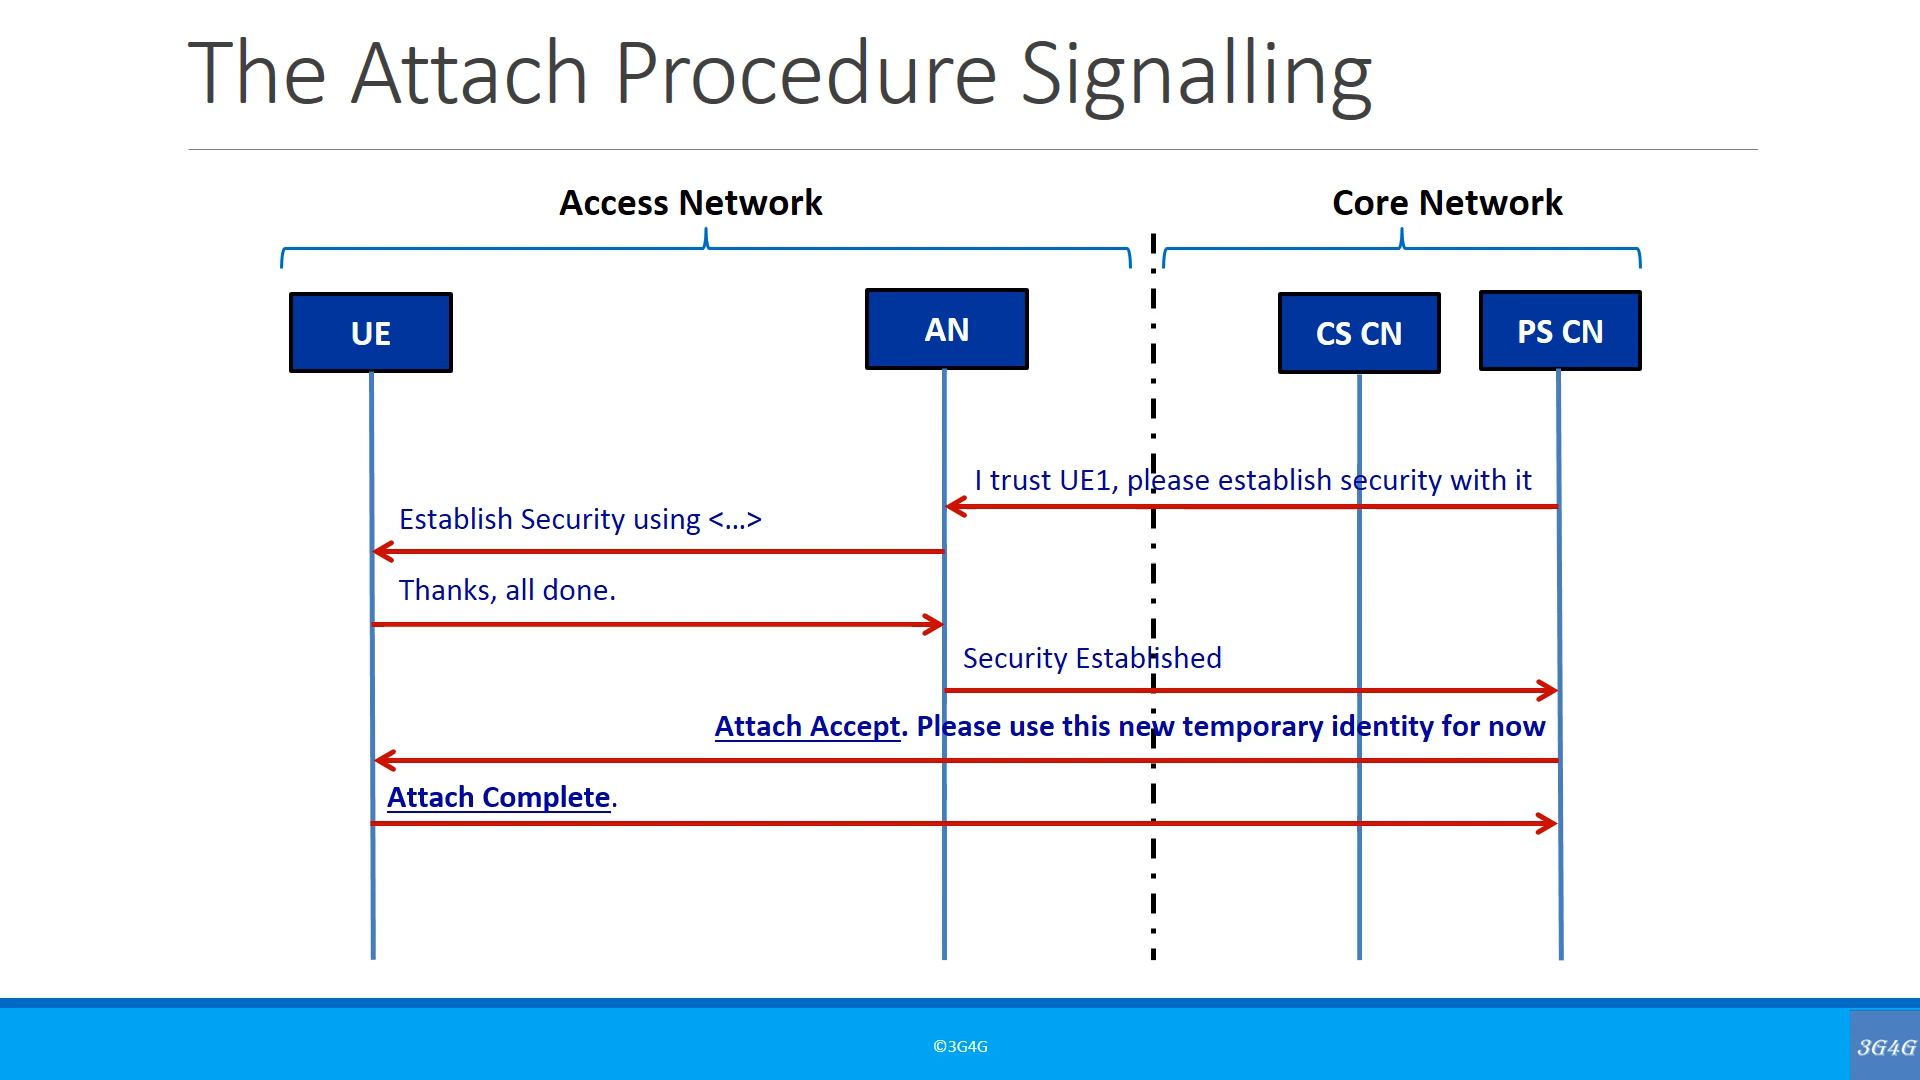 The Attach Procedure Signalling
Access Network
Core Network
UE
AN
CS CN
PS CN
I trust UE1, please establish security with it
Establish Security using <...>
Thanks, all done.
Security Established
Attach Accept. Please use this new temporary identity for now
Attach Complete.
©3G4G
3G4G